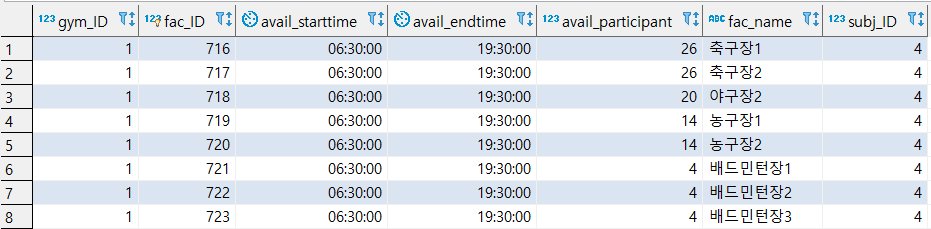 123 gym_ID 123 fac_ID avail_starttime avail_endtime 123 avail_participant ABC fac_name 123 subj_ID
1 1 716 06:30:00 19:30:00 26 축구장1 4
2 1 717 06:30:00 19:30:00 26 축구장2 4
3 1 718 06:30:00 19:30:00 20 야구장2 4
4 1 719 06:30:00 19:30:00 14 농구장1 4
5 1 720 06:30:00 19:30:00 14 농구장2 4
6 1 721 06:30:00 19:30:00 4 배드민턴장1 4
7 1 722 06:30:00 19:30:00 4 배드민턴장2 4
8 1 723 06:30:00 19:30:00 4 배드민턴장3 4